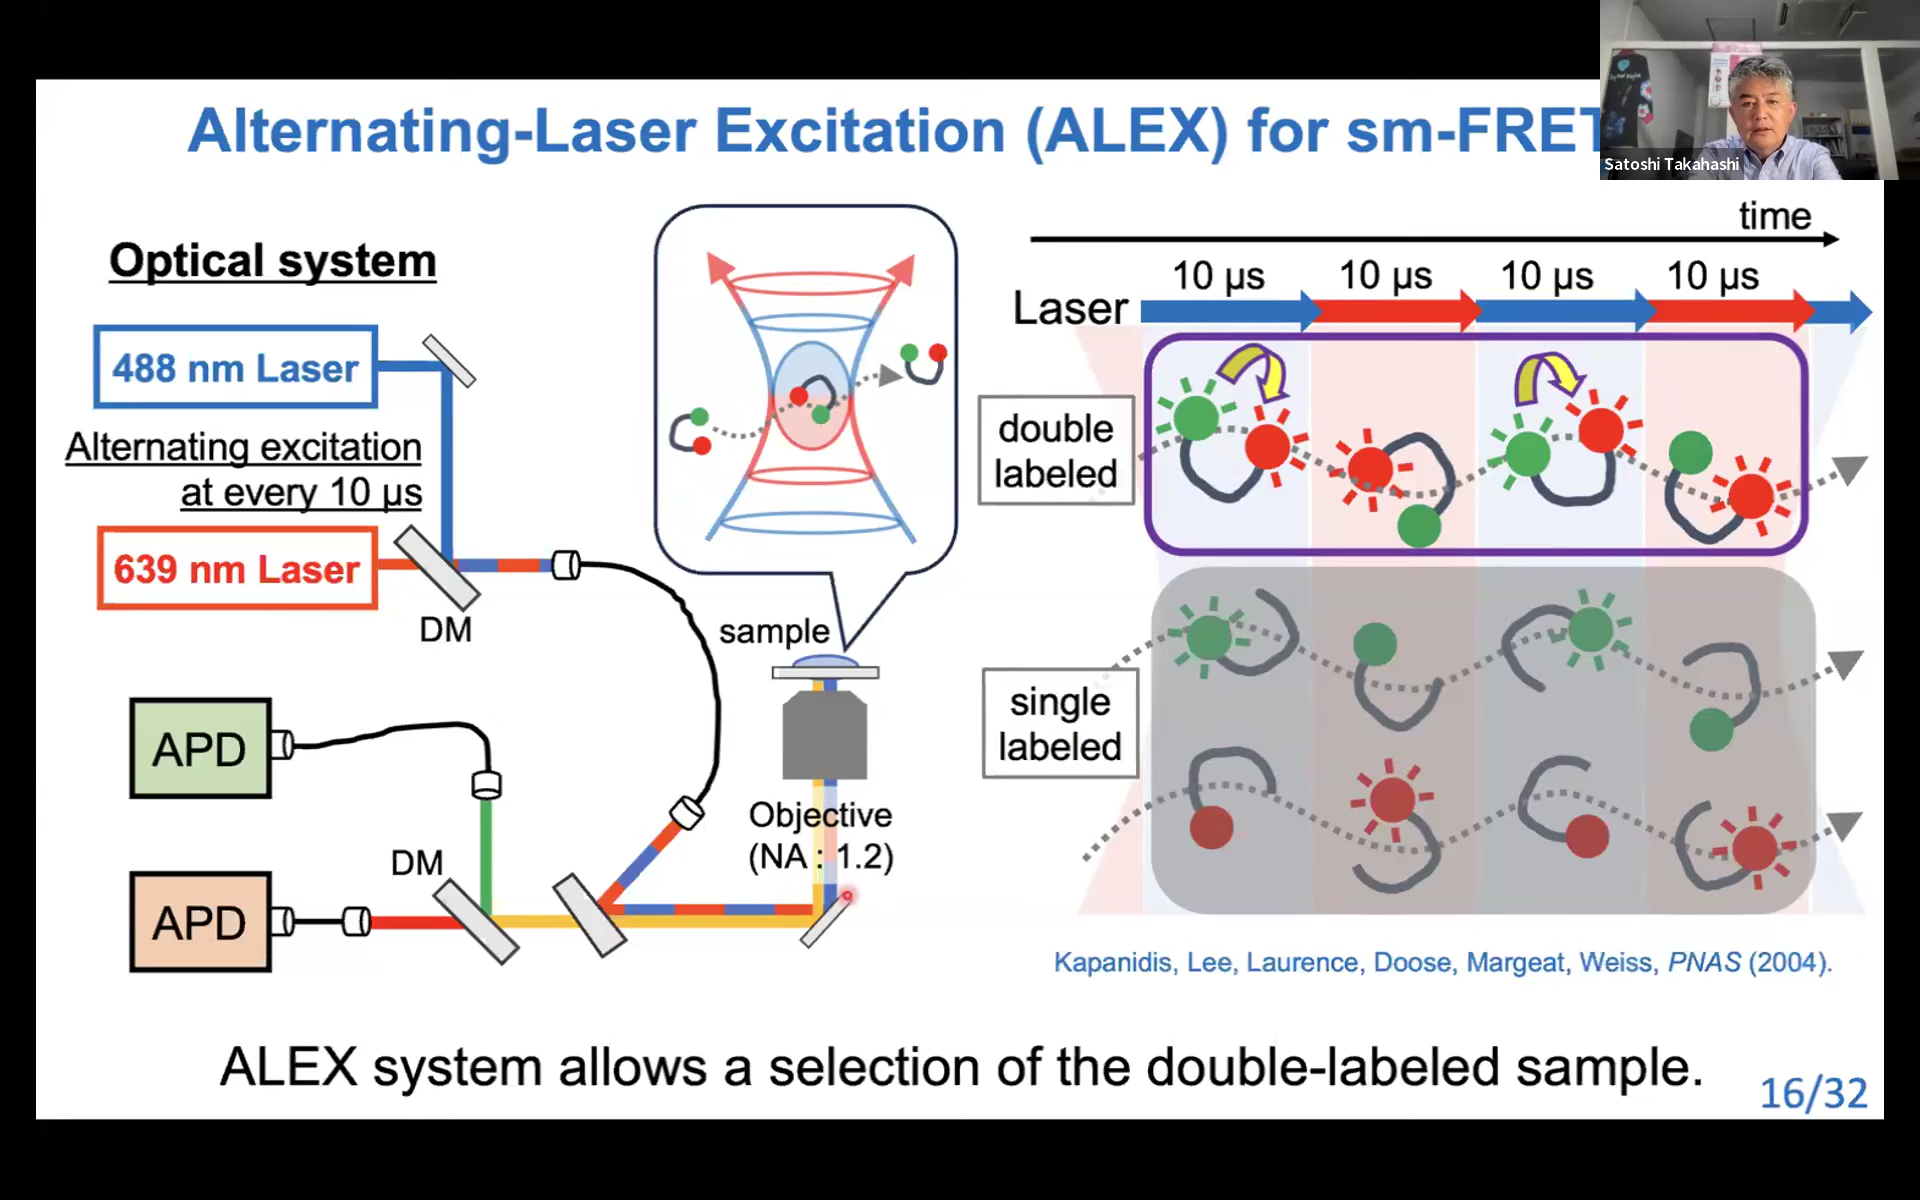 Alternating-Laser Excitation (ALEX) for sm-FRET
Satoshi Takahashi
Optical system
488 nm Laser
Alternating excitation
at every 10 µs
639 nm Laser
DM
sample
APD
Objective
(NA : 1.2)
DM
APD
time
10 µs
10 µs
10 µs
10 µs
Laser
double
labeled
single
labeled
Kapanidis, Lee, Laurence, Doose, Margeat, Weiss, PNAS (2004).
ALEX system allows a selection of the double-labeled sample.
16/32